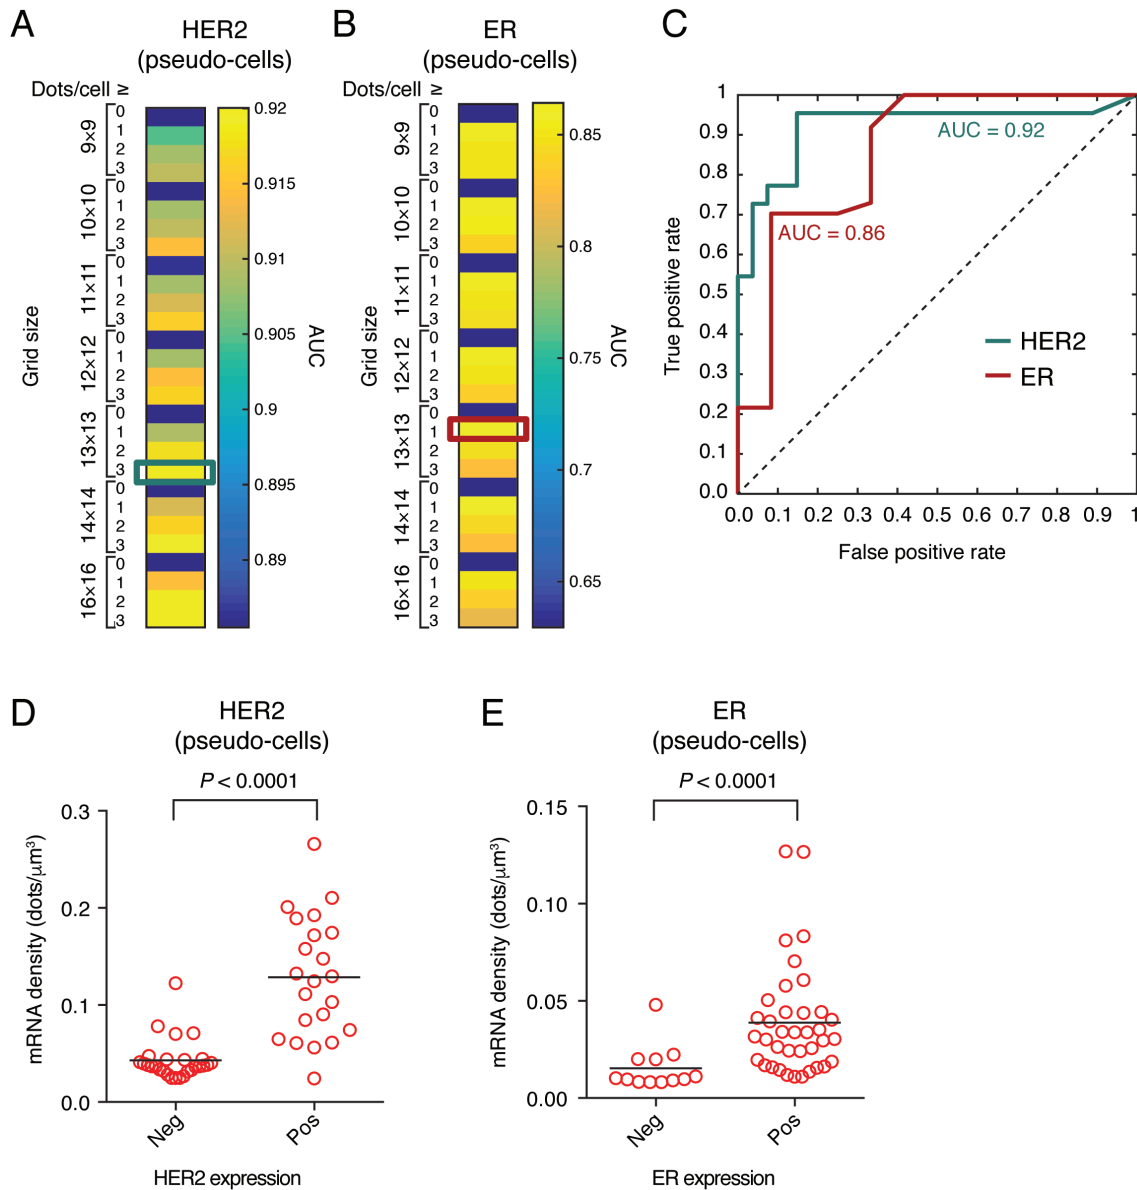 A
HER2
(pseudo-cells)
Dots/cell ≥
Grid size
9×9
0
1
2
3
10×10
0
1
2
3
11×11
0
1
2
3
12×12
0
1
2
3
13×13
0
1
2
3
14×14
0
1
2
3
16×16
0
1
2
3
0.92
0.915
0.91
0.905
0.9
0.895
0.89
AUC
B
ER
(pseudo-cells)
Dots/cell ≥
Grid size
9×9
0
1
2
3
10×10
0
1
2
3
11×11
0
1
2
3
12×12
0
1
2
3
13×13
0
1
2
3
14×14
0
1
2
3
16×16
0
1
2
3
0.85
0.8
0.75
0.7
0.65
AUC
C
True positive rate
1
0.9
0.8
0.7
0.6
0.5
0.4
0.3
0.2
0.1
0.0
AUC = 0.92
AUC = 0.86
HER2
ER
0.0 0.1 0.2 0.3 0.4 0.5 0.6 0.7 0.8 0.9 1
False positive rate
D
HER2
(pseudo-cells)
P < 0.0001
mRNA density (dots/μm³)
0.3
0.2
0.1
0.0
Neg Pos
HER2 expression
E
ER
(pseudo-cells)
P < 0.0001
mRNA density (dots/μm³)
0.15
0.10
0.05
0.00
Neg Pos
ER expression